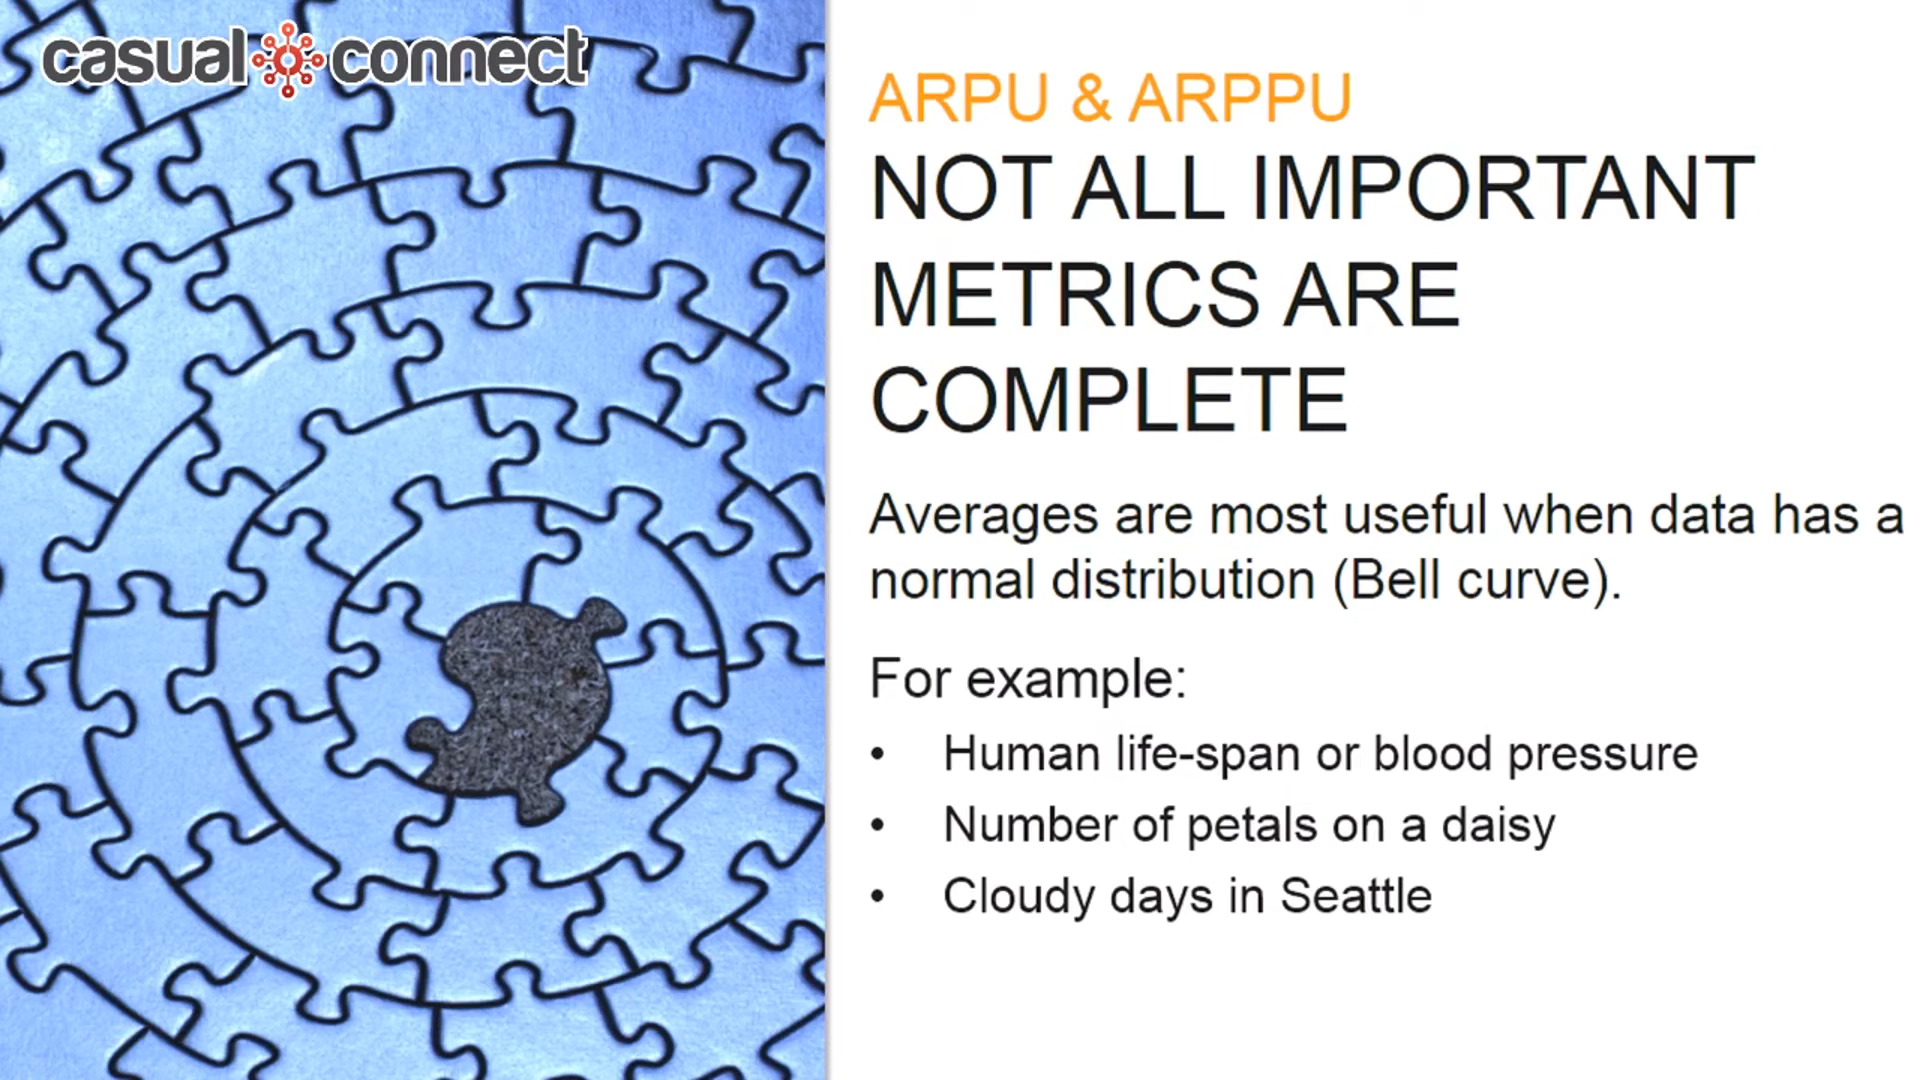 casual connect
ARPU & ARPPU
NOT ALL IMPORTANT
METRICS ARE
COMPLETE
Averages are most useful when data has a
normal distribution (Bell curve).
For example:
• Human life-span or blood pressure
• Number of petals on a daisy
• Cloudy days in Seattle